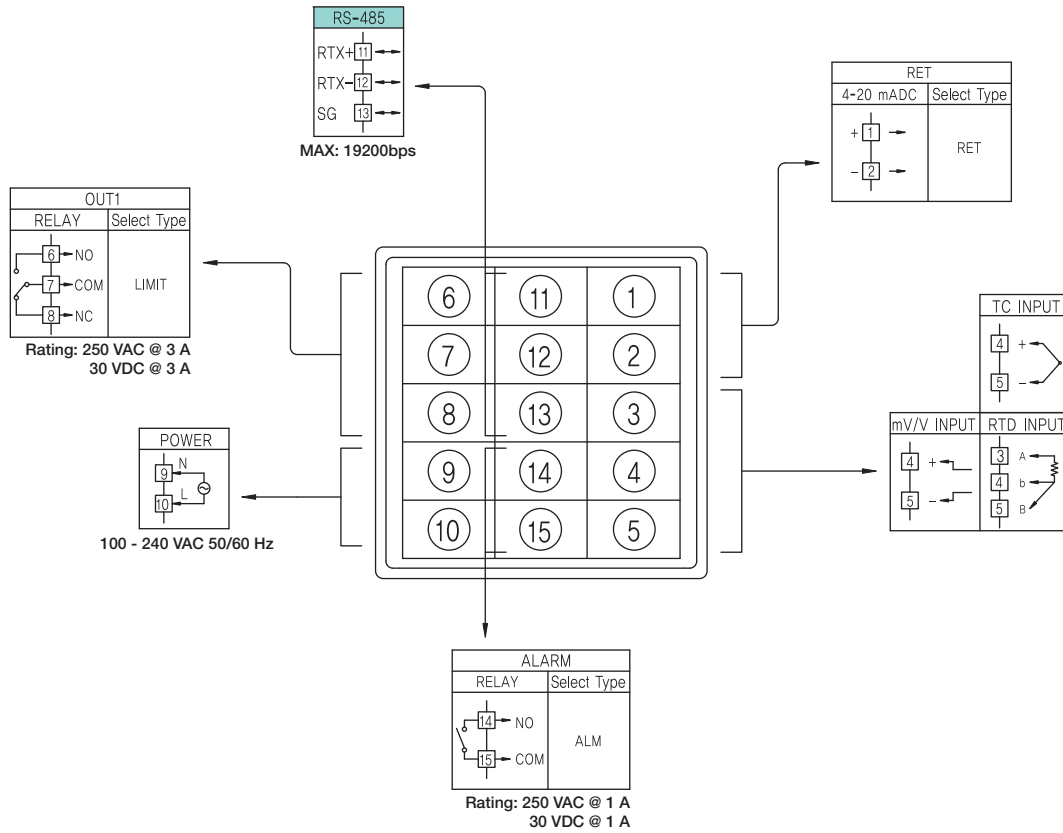 RS-485
RTX+ 11
RTX- 12
SG 13
MAX: 19200bps
RET
4-20 mADC Select Type
+ 1
- 2
RET
OUT1
RELAY Select Type
6 NO
7 COM
8 NC
LIMIT
Rating: 250 VAC @ 3 A
30 VDC @ 3 A
6 11 1
7 12 2
8 13 3
9 14 4
10 15 5
TC INPUT
4 +
5 -
mV/V INPUT
4 +
5 -
RTD INPUT
3 A
4 b
5 B
POWER
9 N
10 L
100 - 240 VAC 50/60 Hz
ALARM
RELAY Select Type
14 NO
15 COM
ALM
Rating: 250 VAC @ 1 A
30 VDC @ 1 A